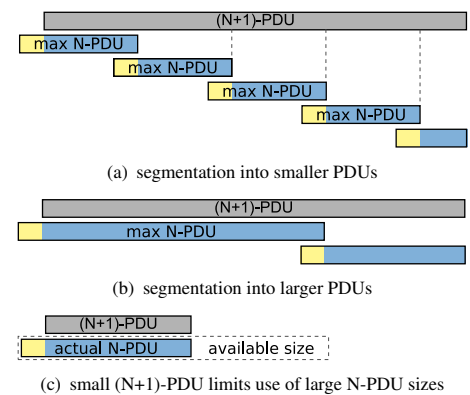 (N+1)-PDU
max N-PDU
max N-PDU
max N-PDU
max N-PDU
(a) segmentation into smaller PDUs
(N+1)-PDU
max N-PDU
(b) segmentation into larger PDUs
(N+1)-PDU
actual N-PDU available size
(c) small (N+1)-PDU limits use of large N-PDU sizes